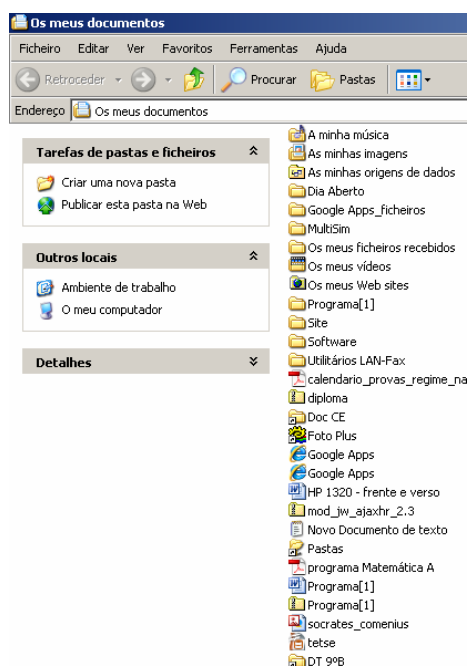 Os meus documentos
Ficheiro Editar Ver Favoritos Ferramentas Ajuda
Retroceder Procurar Pastas
Endereço Os meus documentos
Tarefas de pastas e ficheiros
Criar uma nova pasta
Publicar esta pasta na Web
Outros locais
Ambiente de trabalho
O meu computador
Detalhes
A minha música
As minhas imagens
As minhas origens de dados
Dia Aberto
Google Apps_ficheiros
MultiSim
Os meus ficheiros recebidos
Os meus vídeos
Os meus Web sites
Programa[1]
Site
Software
Utilitários LAN-Fax
calendario_provas_regime_na
diploma
Doc CE
Foto Plus
Google Apps
Google Apps
HP 1320 - frente e verso
mod_jw_ajaxhr_2.3
Novo Documento de texto
Pastas
programa Matemática A
Programa[1]
Programa[1]
socrates_comenius
tetse
DT 9ºB